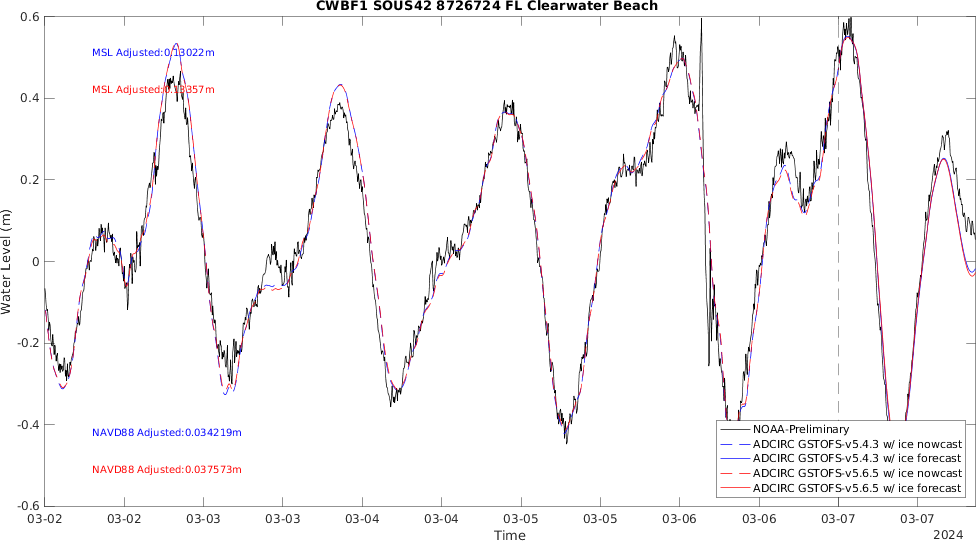 CWBF1 SOUS42 8726724 FL Clearwater Beach
0.6
MSL Adjusted:0.13022m
0.4
MSL Adjusted:0.13357m
0.2
0
-0.2
-0.4
NAVD88 Adjusted:0.034219m
NAVD88 Adjusted:0.037573m
-0.6
Water Level (m)
NOAA-Preliminary
ADCIRC GSTOFS-v5.4.3 w/ ice nowcast
ADCIRC GSTOFS-v5.4.3 w/ ice forecast
ADCIRC GSTOFS-v5.6.5 w/ ice nowcast
ADCIRC GSTOFS-v5.6.5 w/ ice forecast
03-02 03-02 03-03 03-03 03-04 03-04 03-05 03-05 03-06 03-06 03-07 03-07
Time
2024